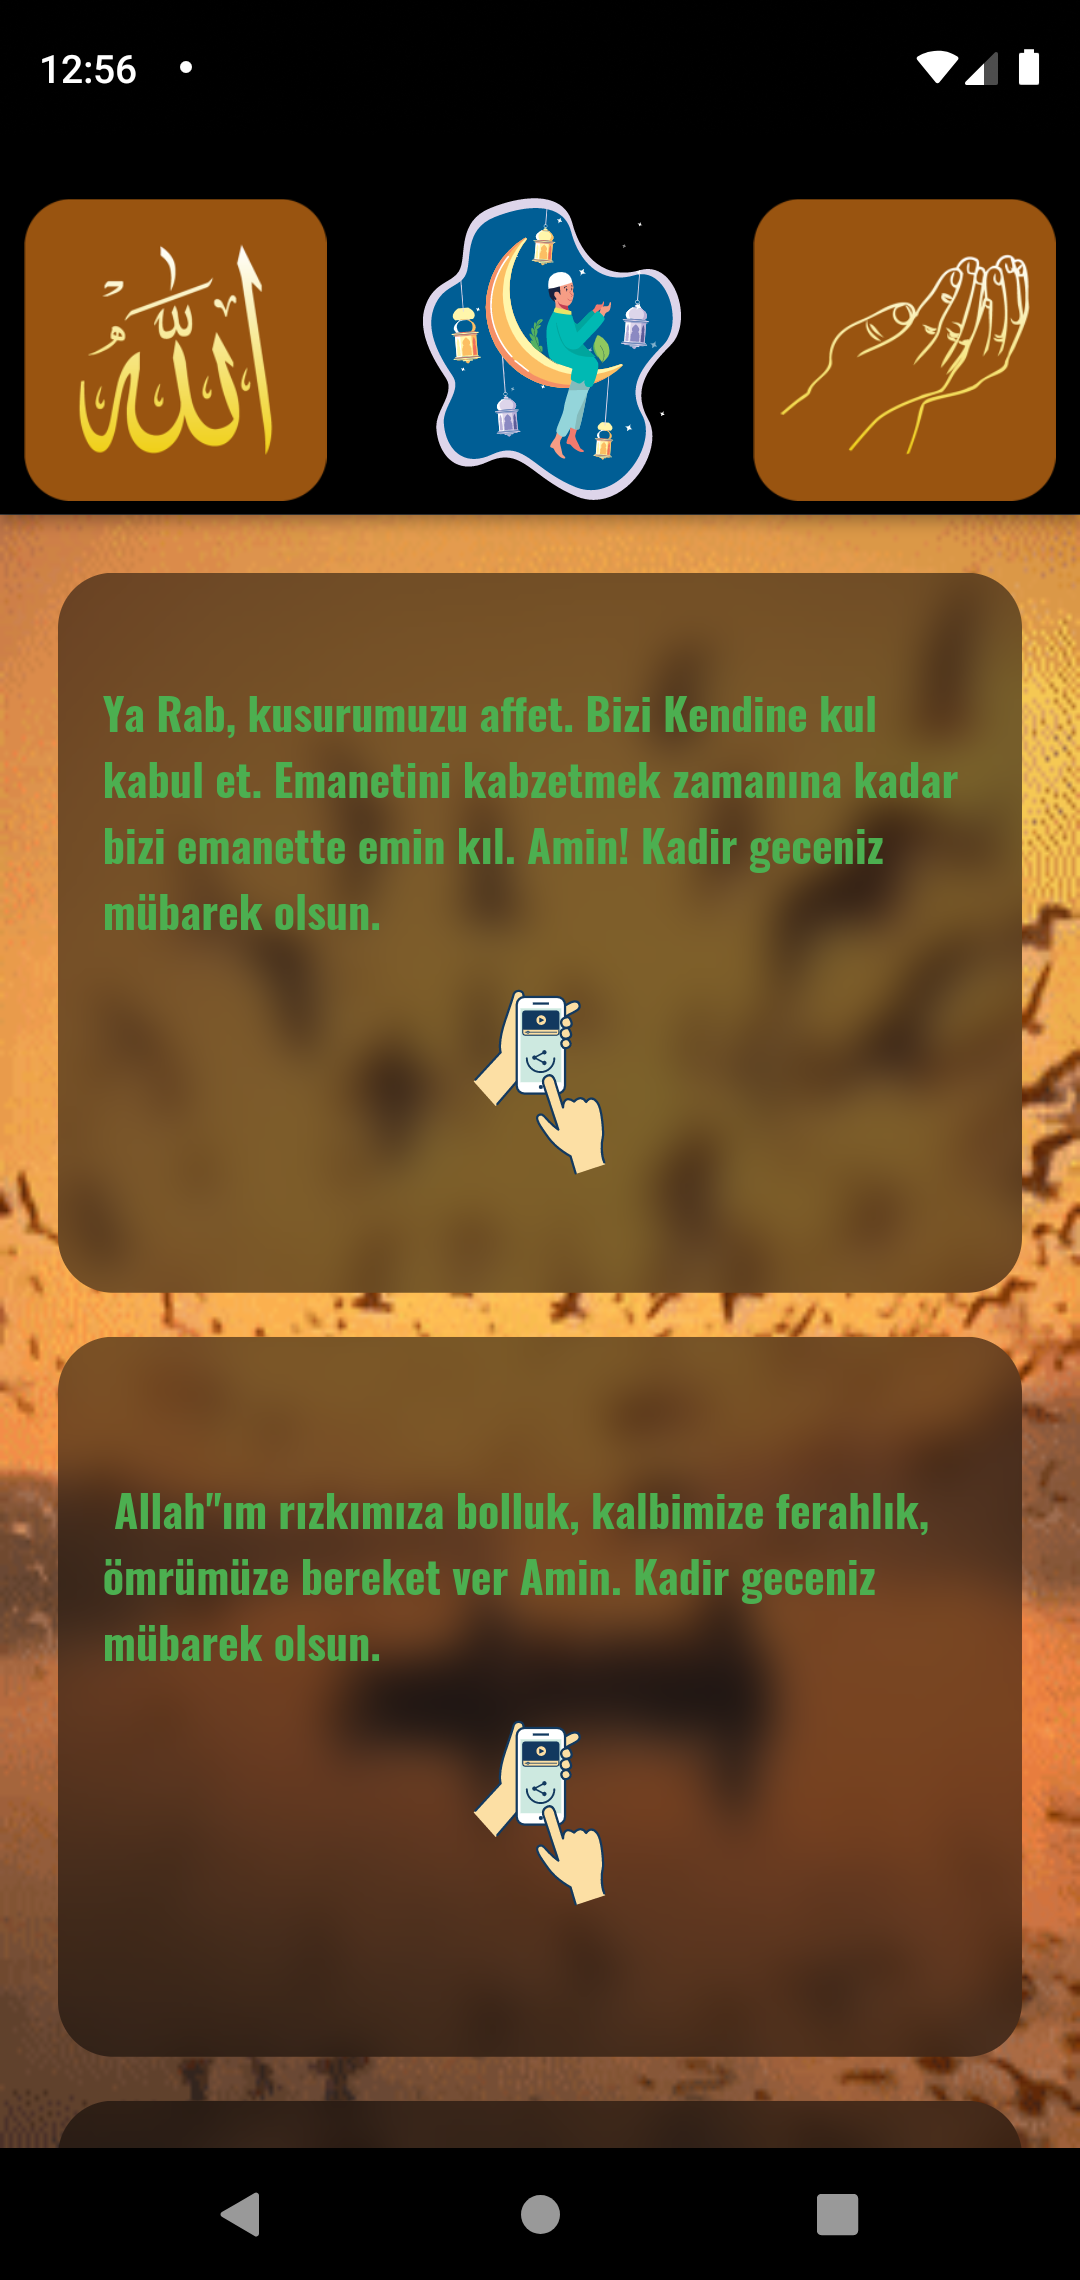 12:56
الله
Ya Rab, kusurumuzu affet. Bizi Kendine kul
kabul et. Emanetini kabzetmek zamanına kadar
bizi emanette emin kıl. Amin! Kadir geceniz
mübarek olsun.
Allah"ım rızkımıza bolluk, kalbimize ferahlık,
ömrümüze bereket ver Amin. Kadir geceniz
mübarek olsun.